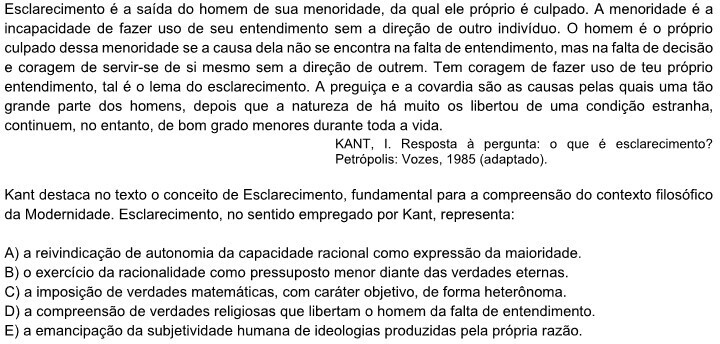 Esclarecimento é a saída do homem de sua menoridade, da qual ele próprio é culpado. A menoridade é a
incapacidade de fazer uso de seu entendimento sem a direção de outro indivíduo. O homem é o próprio
culpado dessa menoridade se a causa dela não se encontra na falta de entendimento, mas na falta de decisão
e coragem de servir-se de si mesmo sem a direção de outrem. Tem coragem de fazer uso de teu próprio
entendimento, tal é o lema do esclarecimento. A preguiça e a covardia são as causas pelas quais uma tão
grande parte dos homens, depois que a natureza de há muito os libertou de uma condição estranha,
continuem, no entanto, de bom grado menores durante toda a vida.
KANT, I. Resposta à pergunta: o que é esclarecimento?
Petrópolis: Vozes, 1985 (adaptado).
Kant destaca no texto o conceito de Esclarecimento, fundamental para a compreensão do contexto filosófico
da Modernidade. Esclarecimento, no sentido empregado por Kant, representa:
A) a reivindicação de autonomia da capacidade racional como expressão da maioridade.
B) o exercício da racionalidade como pressuposto menor diante das verdades eternas.
C) a imposição de verdades matemáticas, com caráter objetivo, de forma heterônoma.
D) a compreensão de verdades religiosas que libertam o homem da falta de entendimento.
E) a emancipação da subjetividade humana de ideologias produzidas pela própria razão.